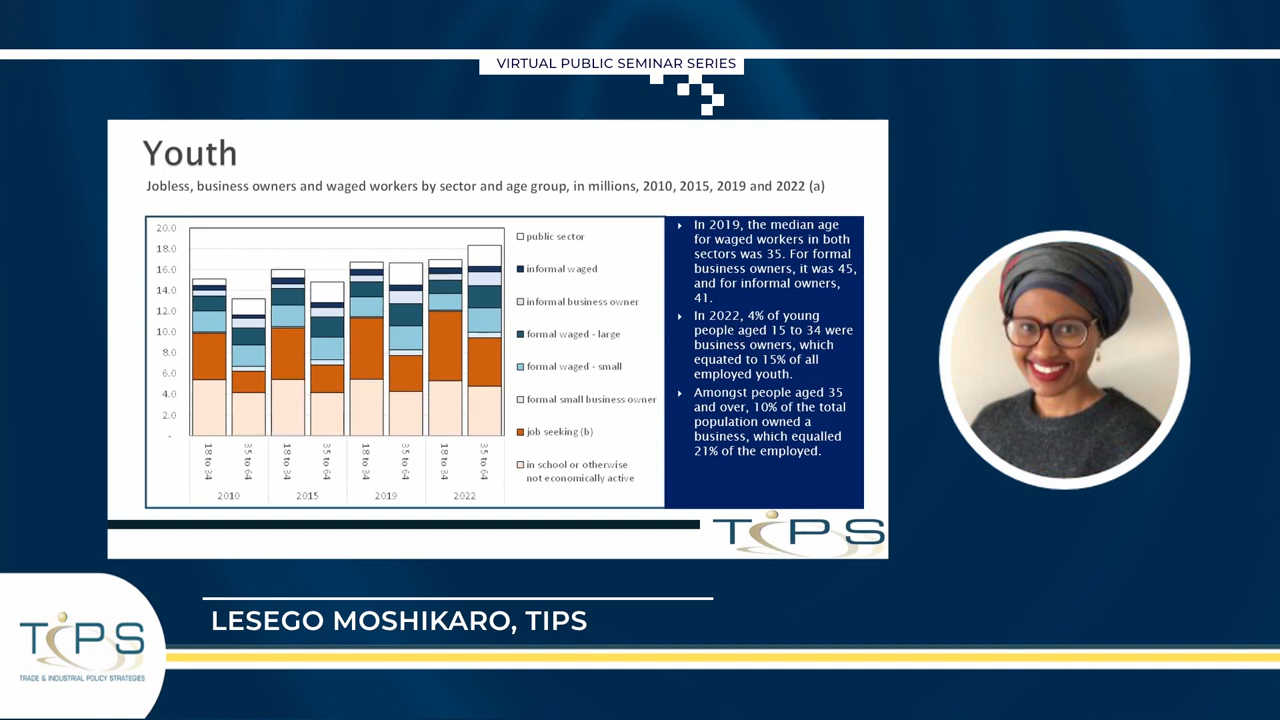 VIRTUAL PUBLIC SEMINAR SERIES
Youth
Jobless, business owners and waged workers by sector and age group, in millions, 2010, 2015, 2019 and 2022 (a)
20.0
18.0
16.0
14.0
12.0
10.0
8.0
6.0
4.0
2.0
-
18 to 34
35 to 64
18 to 34
35 to 64
18 to 34
35 to 64
18 to 34
35 to 64
2010
2015
2019
2022
public sector
informal waged
informal business owner
formal waged - large
formal waged - small
formal small business owner
job seeking (b)
in school or otherwise
not economically active
In 2019, the median age
for waged workers in both
sectors was 35. For formal
business owners, it was 45,
and for informal owners,
41.
In 2022, 4% of young
people aged 15 to 34 were
business owners, which
equated to 15% of all
employed youth.
Amongst people aged 35
and over, 10% of the total
population owned a
business, which equalled
21% of the employed.
TIPS
LESEGO MOSHIKARO, TIPS
TIPS
TRADE & INDUSTRIAL POLICY STRATEGIES